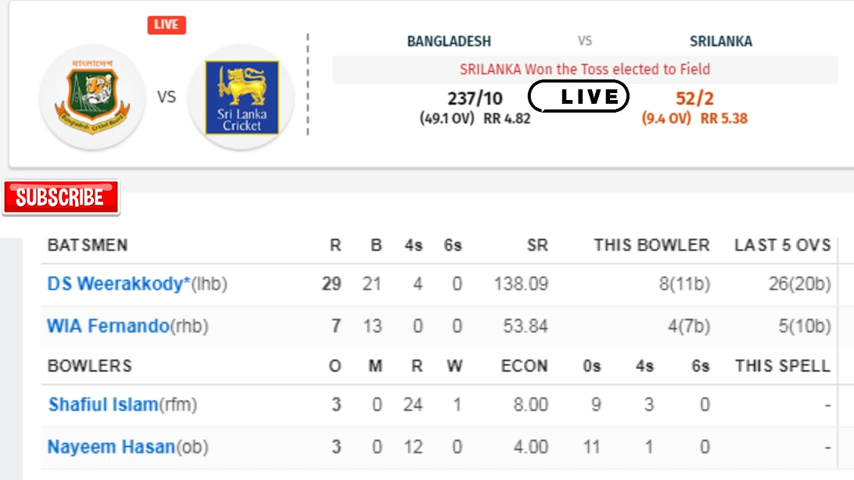 LIVE
বাংলাদেশ
Bangladesh Cricket Board
VS
Sri Lanka
Cricket
BANGLADESH VS SRILANKA
SRILANKA Won the Toss elected to Field
237/10 LIVE 52/2
(49.1 OV) RR 4.82 (9.4 OV) RR 5.38
SUBSCRIBE
BATSMEN R B 4s 6s SR THIS BOWLER LAST 5 OVS
DS Weerakkody*(lhb) 29 21 4 0 138.09 8(11b) 26(20b)
WIA Fernando(rhb) 7 13 0 0 53.84 4(7b) 5(10b)
BOWLERS O M R W ECON 0s 4s 6s THIS SPELL
Shafiul Islam(rfm) 3 0 24 1 8.00 9 3 0 -
Nayeem Hasan(ob) 3 0 12 0 4.00 11 1 0 -